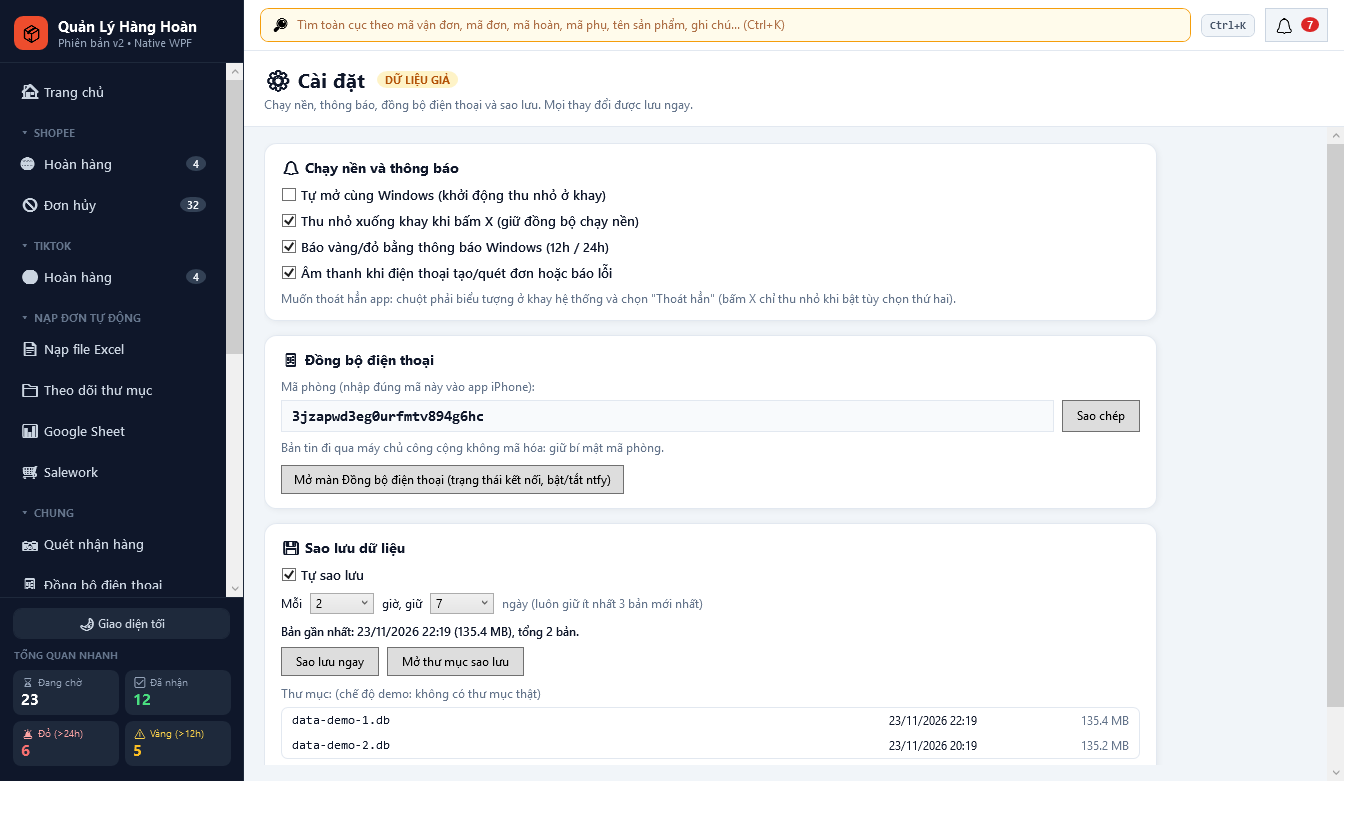 Quản Lý Hàng Hoàn
Phiên bản v2 • Native WPF
Trang chủ
SHOPEE
Hoàn hàng 4
Đơn hủy 32
TIKTOK
Hoàn hàng 4
NẠP ĐƠN TỰ ĐỘNG
Nạp file Excel
Theo dõi thư mục
Google Sheet
Salework
CHUNG
Quét nhận hàng
Đồng bộ điện thoại
Giao diện tối
TỔNG QUAN NHANH
Đang chờ
23
Đã nhận
12
Đỏ (>24h)
6
Vàng (>12h)
5
Tìm toàn cục theo mã vận đơn, mã đơn, mã hoàn, mã phụ, tên sản phẩm, ghi chú... (Ctrl+K)
Ctrl+K
7
Cài đặt DỮ LIỆU GIẢ
Chạy nền, thông báo, đồng bộ điện thoại và sao lưu. Mọi thay đổi được lưu ngay.
Chạy nền và thông báo
Tự mở cùng Windows (khởi động thu nhỏ ở khay)
Thu nhỏ xuống khay khi bấm X (giữ đồng bộ chạy nền)
Báo vàng/đỏ bằng thông báo Windows (12h / 24h)
Âm thanh khi điện thoại tạo/quét đơn hoặc báo lỗi
Muốn thoát hẳn app: chuột phải biểu tượng ở khay hệ thống và chọn "Thoát hẳn" (bấm X chỉ thu nhỏ khi bật tùy chọn thứ hai).
Đồng bộ điện thoại
Mã phòng (nhập đúng mã này vào app iPhone):
3jzapwd3eg0urfmtv894g6hc
Sao chép
Bản tin đi qua máy chủ công cộng không mã hóa: giữ bí mật mã phòng.
Mở màn Đồng bộ điện thoại (trạng thái kết nối, bật/tắt ntfy)
Sao lưu dữ liệu
Tự sao lưu
Mỗi 2 giờ, giữ 7 ngày (luôn giữ ít nhất 3 bản mới nhất)
Bản gần nhất: 23/11/2026 22:19 (135.4 MB), tổng 2 bản.
Sao lưu ngay
Mở thư mục sao lưu
Thư mục: (chế độ demo: không có thư mục thật)
data-demo-1.db 23/11/2026 22:19 135.4 MB
data-demo-2.db 23/11/2026 20:19 135.2 MB